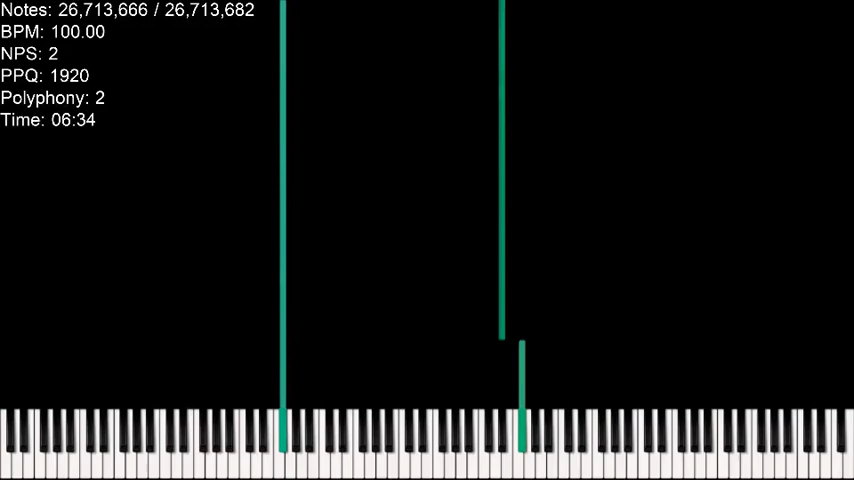 Notes: 26,713,666 / 26,713,682
BPM: 100.00
NPS: 2
PPQ: 1920
Polyphony: 2
Time: 06:34